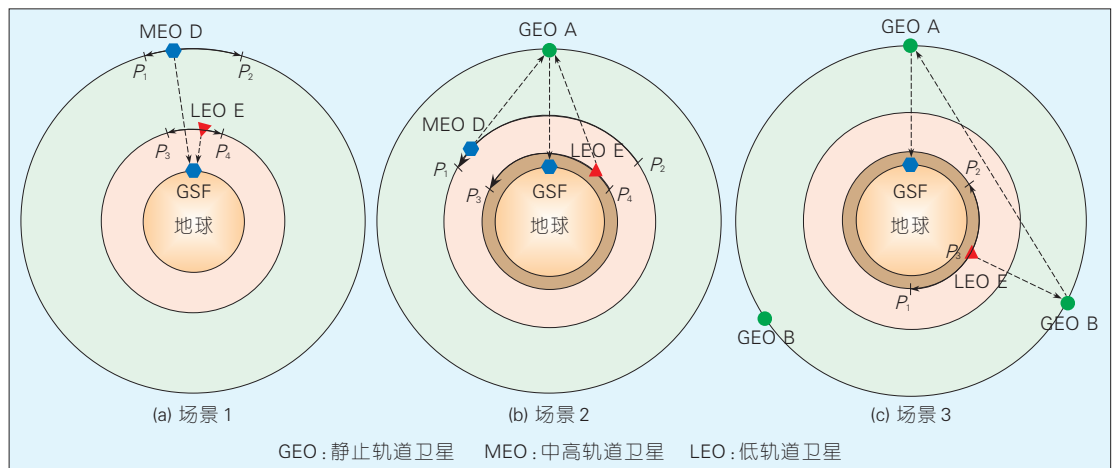 MEO D
P₁
P₂
LEO E
P₃
P₄
GSF
地球
(a) 场景 1
GEO A
MEO D
LEO E
P₁
P₂
P₃
P₄
GSF
地球
(b) 场景 2
GEO A
P₂
GSF
地球
P₃
LEO E
P₁
GEO B
GEO B
(c) 场景 3
GEO : 静止轨道卫星 MEO : 中高轨道卫星 LEO : 低轨道卫星